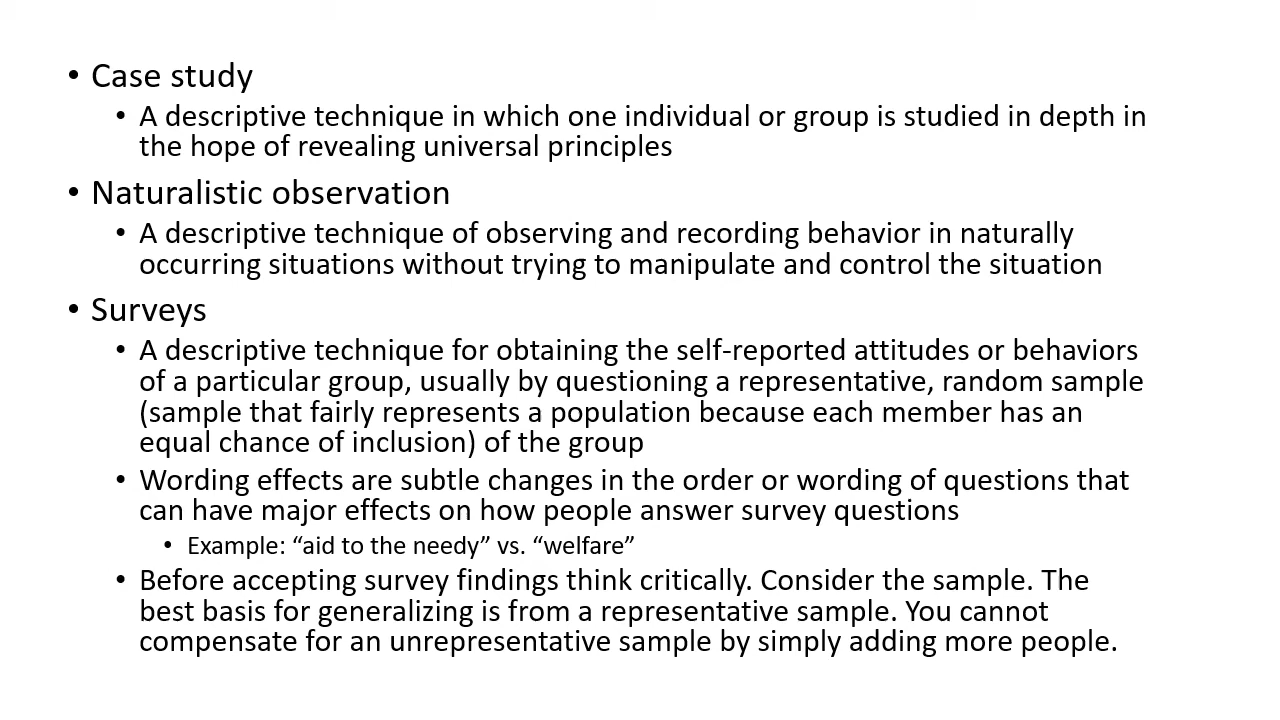 • Case study
• A descriptive technique in which one individual or group is studied in depth in
the hope of revealing universal principles
• Naturalistic observation
• A descriptive technique of observing and recording behavior in naturally
occurring situations without trying to manipulate and control the situation
• Surveys
• A descriptive technique for obtaining the self-reported attitudes or behaviors
of a particular group, usually by questioning a representative, random sample
(sample that fairly represents a population because each member has an
equal chance of inclusion) of the group
• Wording effects are subtle changes in the order or wording of questions that
can have major effects on how people answer survey questions
• Example: “aid to the needy” vs. “welfare”
• Before accepting survey findings think critically. Consider the sample. The
best basis for generalizing is from a representative sample. You cannot
compensate for an unrepresentative sample by simply adding more people.